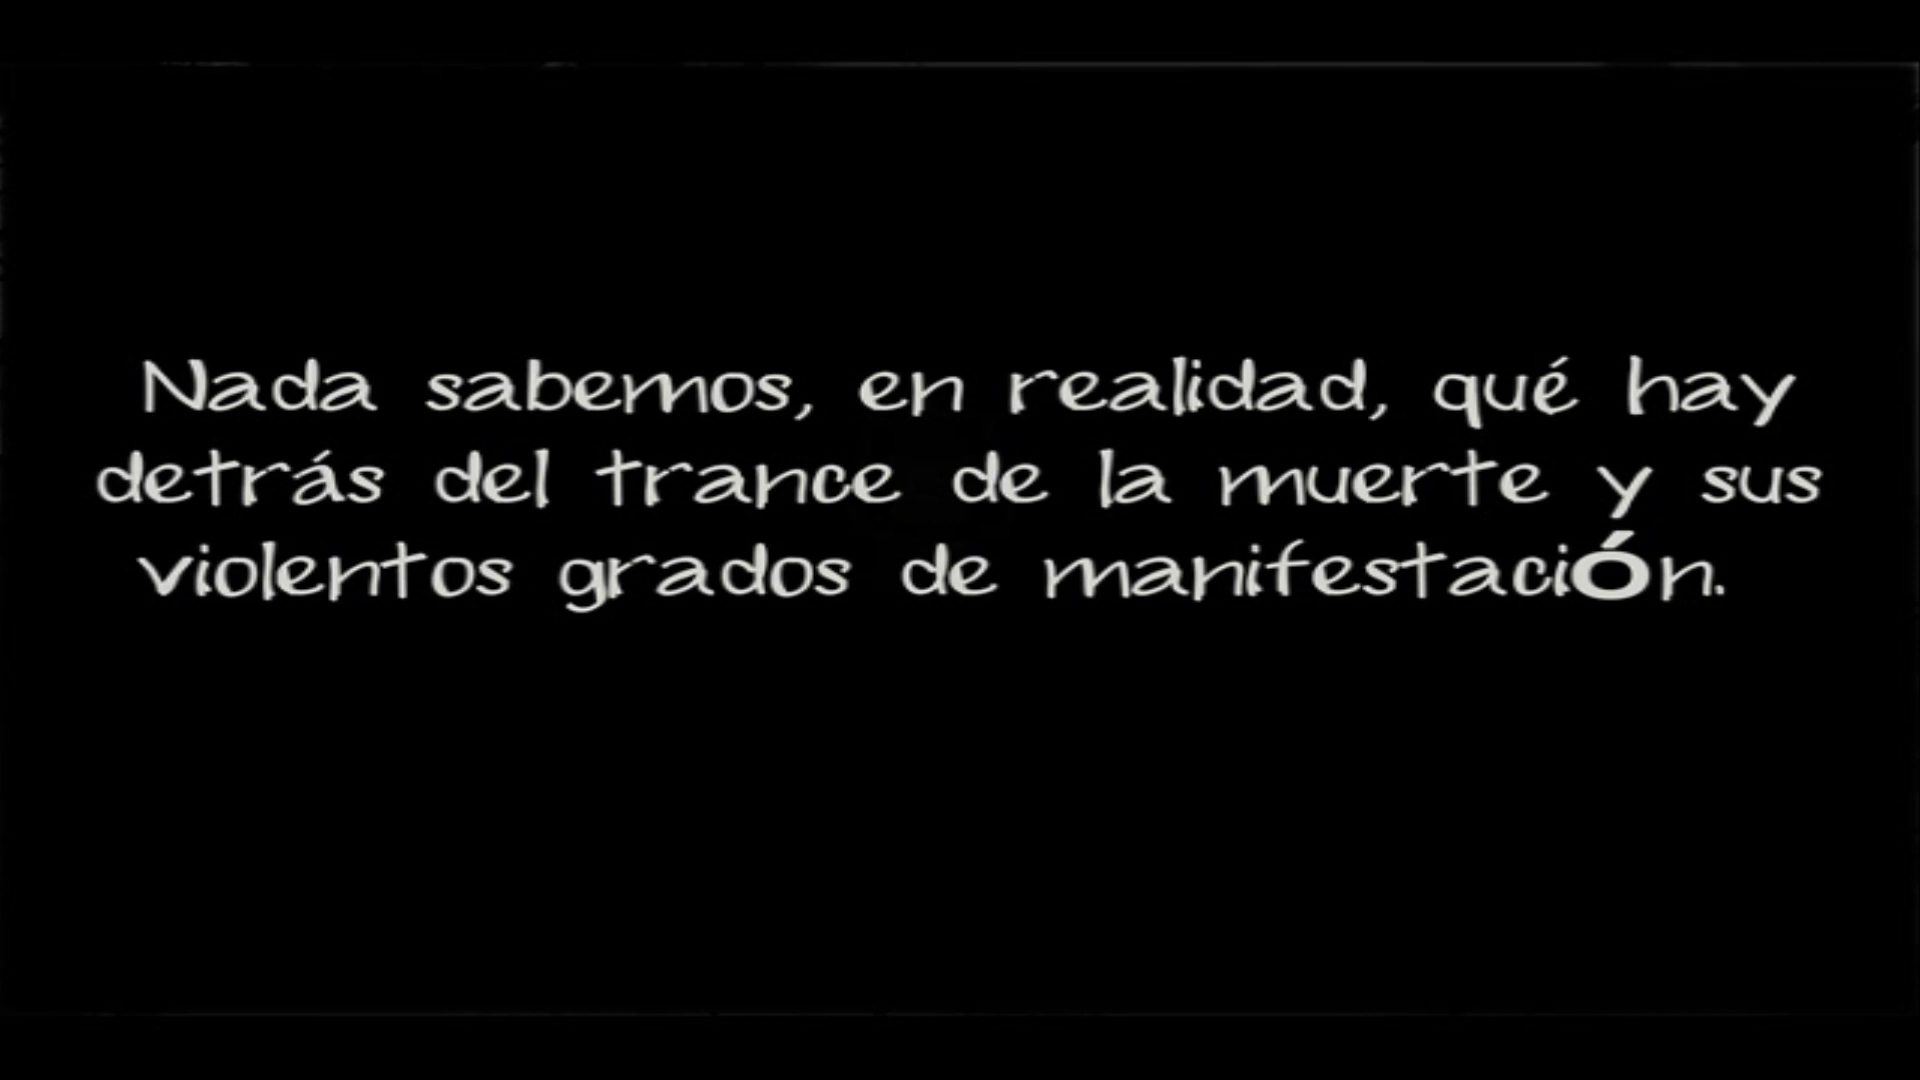 Nada sabemos, en realidad, qué hay
detrás del trance de la muerte y sus
violentos grados de manifestación.